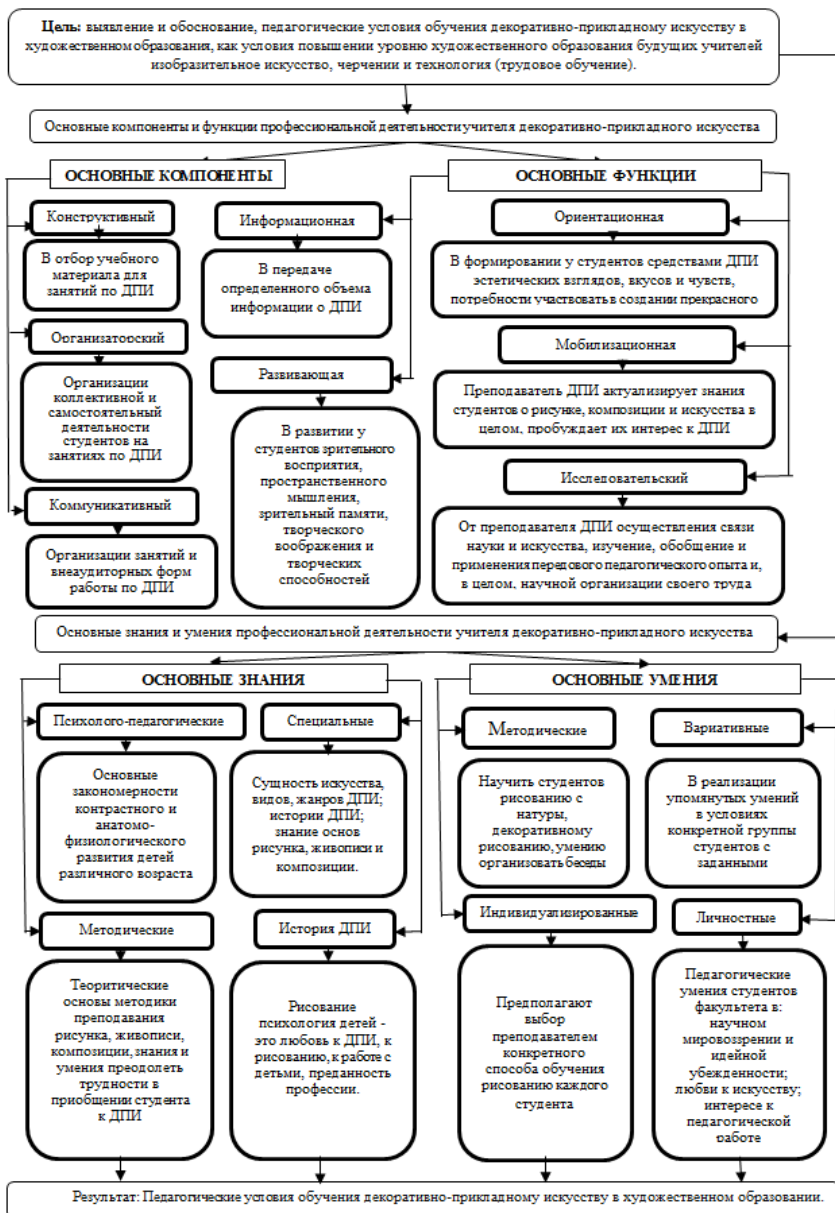 Цель: выявление и обоснование, педагогические условия обучения декоративно-прикладному искусству в
художественном образования, как условия повышении уровню художественного образования будущих учителей
изобразительное искусство, черчении и технология (трудовое обучение).
Основные компоненты и функции профессиональной деятельности учителя декоративно-прикладного искусства
ОСНОВНЫЕ КОМПОНЕНТЫ
Конструктивный
В отбор учебного
материала для
занятий по ДПИ
Организаторский
Организации
коллективной и
самостоятельный
деятельности
студентов на
занятиях по ДПИ
Коммуникативный
Организации занятий и
внеаудиторных форм
работы по ДПИ
Информационная
В передаче
определенного объема
информации о ДПИ
Развивающая
В развитии у
студентов зрительного
восприятия,
пространственного
мышления,
зрительный памяти,
творческого
воображения и
творческих
способностей
ОСНОВНЫЕ ФУНКЦИИ
Ориентационная
В формировании у студентов средствами ДПИ
эстетических взглядов, вкусов и чувств,
потребности участвовать в создании прекрасного
Мобилизационная
Преподаватель ДПИ актуализирует знания
студентов о рисунке, композиции и искусства в
целом, пробуждает их интерес к ДПИ
Исследовательский
От преподавателя ДПИ осуществления связи
науки и искусства, изучение, обобщение и
применения передового педагогического опыта и,
в целом, научной организации своего труда
Основные знания и умения профессиональной деятельности учителя декоративно-прикладного искусства
ОСНОВНЫЕ ЗНАНИЯ
Психолого-педагогические
Основные
закономерности
контрастного и
анатомо-
физиологического
развития детей
различного возраста
Специальные
Сущность искусства,
видов, жанров ДПИ;
истории ДПИ;
знание основ
рисунка, живописи и
композиции.
Методические
Теоритические
основы методики
преподавания
рисунка, живописи,
композиции, знания и
умения преодолеть
трудности в
приобщении студента
к ДПИ
История ДПИ
Рисование
психология детей -
это любовь к ДПИ, к
рисованию, к работе с
детьми, преданность
профессии.
ОСНОВНЫЕ УМЕНИЯ
Методические
Научить студентов
рисованию с
натуры,
декоративному
рисованию, умению
организовать беседы
Вариативные
В реализации
упомянутых умений
в условиях
конкретной группы
студентов с
заданными
Индивидуализированные
Предполагают
выбор
преподавателем
конкретного
способа обучения
рисованию каждого
студента
Личностные
Педагогические
умения студентов
факультета в:
научном
мировоззрении и
идейной
убежденности;
любви к искусству;
интересе к
педагогической
работе
Результат: Педагогические условия обучения декоративно-прикладному искусству в художественном образовании.